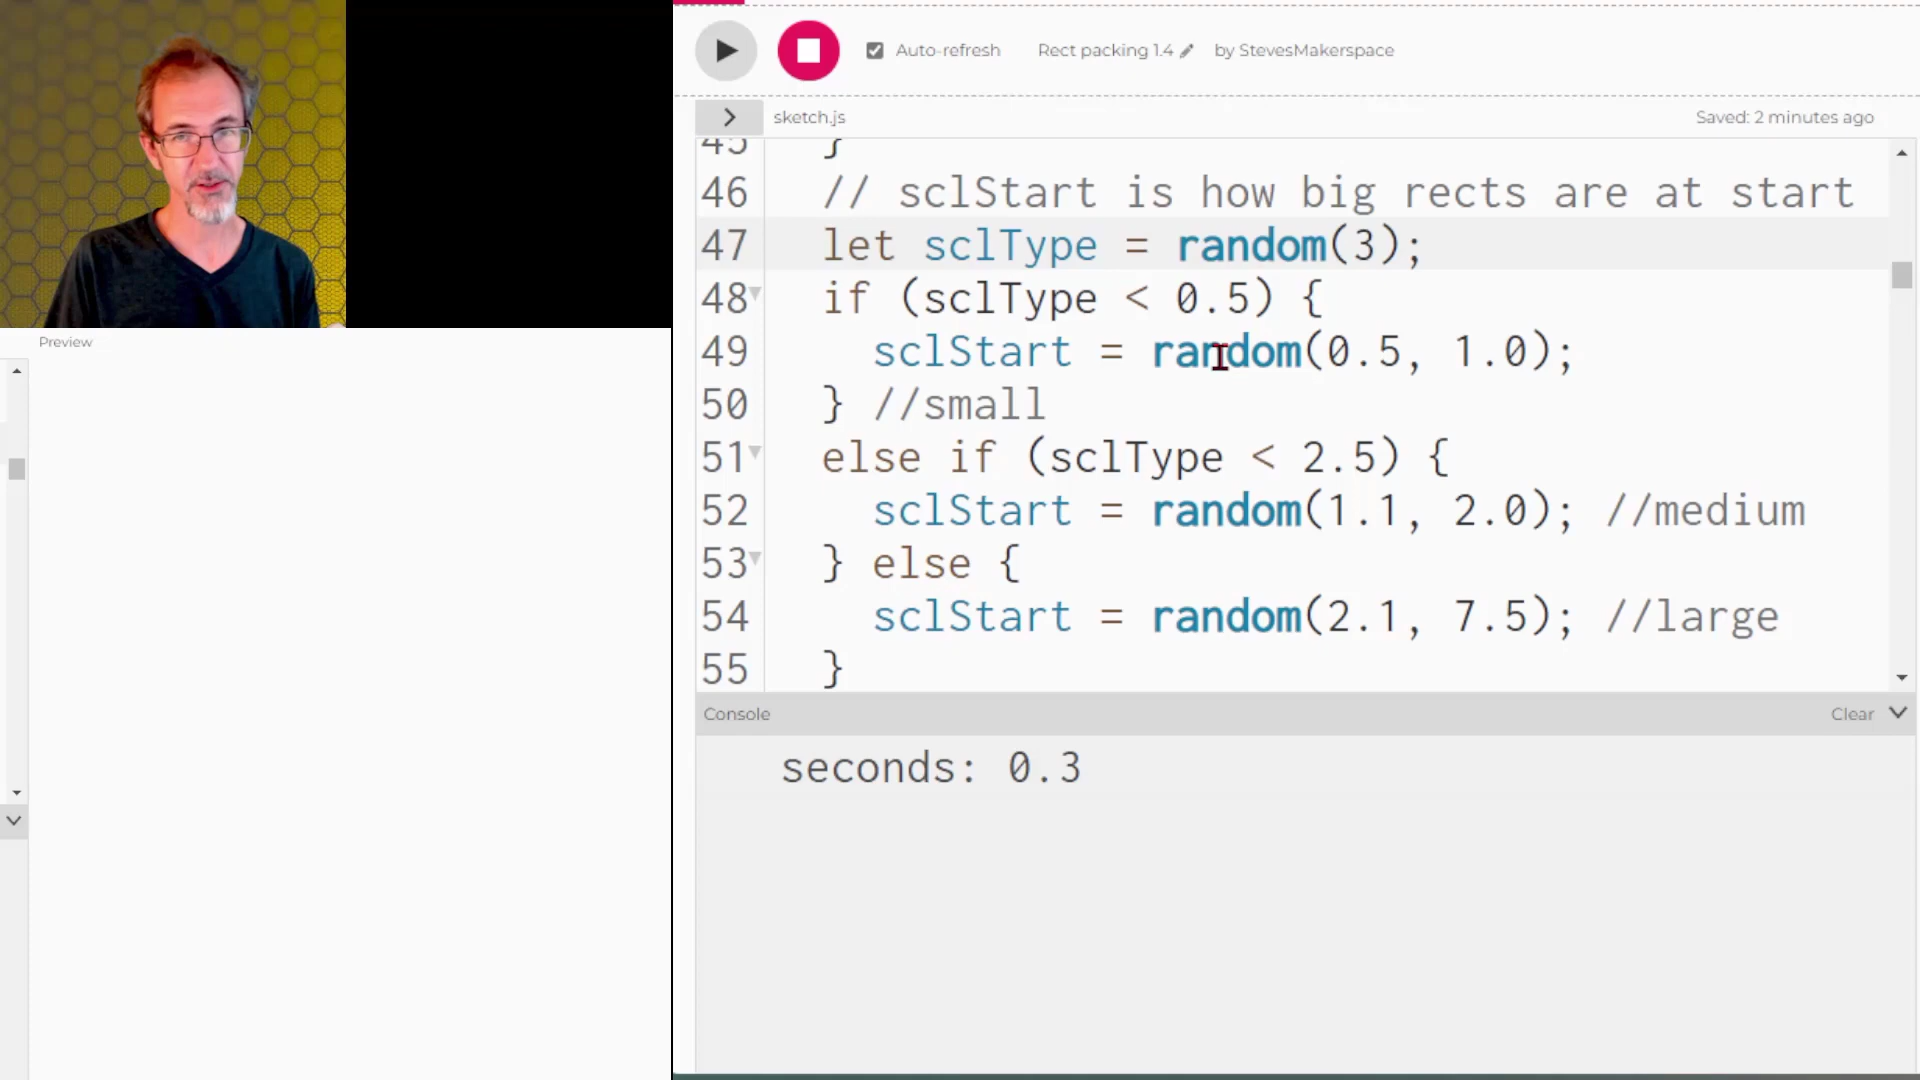 Auto-refresh
Rect packing 1.4
by StevesMakerspace
sketch.js
Saved: 2 minutes ago
Preview
45 }
46 // sclStart is how big rects are at start
47 let sclType = random(3);
48 if (sclType < 0.5) {
49 sclStart = random(0.5, 1.0);
50 } //small
51 else if (sclType < 2.5) {
52 sclStart = random(1.1, 2.0); //medium
53 } else {
54 sclStart = random(2.1, 7.5); //large
55 }
Console
Clear
seconds: 0.3